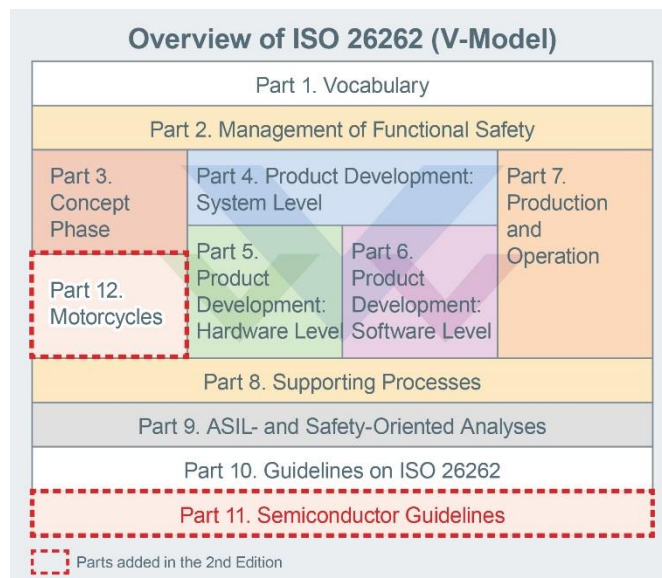 Overview of ISO 26262 (V-Model)
Part 1. Vocabulary
Part 2. Management of Functional Safety
Part 3.
Concept
Phase
Part 12.
Motorcycles
Part 4. Product Development:
System Level
Part 5.
Product
Development:
Hardware Level
Part 6.
Product
Development:
Software Level
Part 7.
Production
and
Operation
Part 8. Supporting Processes
Part 9. ASIL- and Safety-Oriented Analyses
Part 10. Guidelines on ISO 26262
Part 11. Semiconductor Guidelines
Parts added in the 2nd Edition